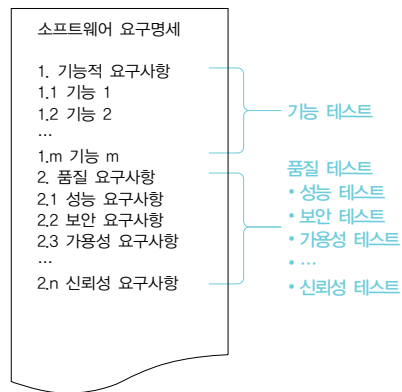 소프트웨어 요구명세
1. 기능적 요구사항
1.1 기능 1
1.2 기능 2
…
1.m 기능 m
2. 품질 요구사항
2.1 성능 요구사항
2.2 보안 요구사항
2.3 가용성 요구사항
…
2.n 신뢰성 요구사항
기능 테스트
품질 테스트
• 성능 테스트
• 보안 테스트
• 가용성 테스트
• …
• 신뢰성 테스트